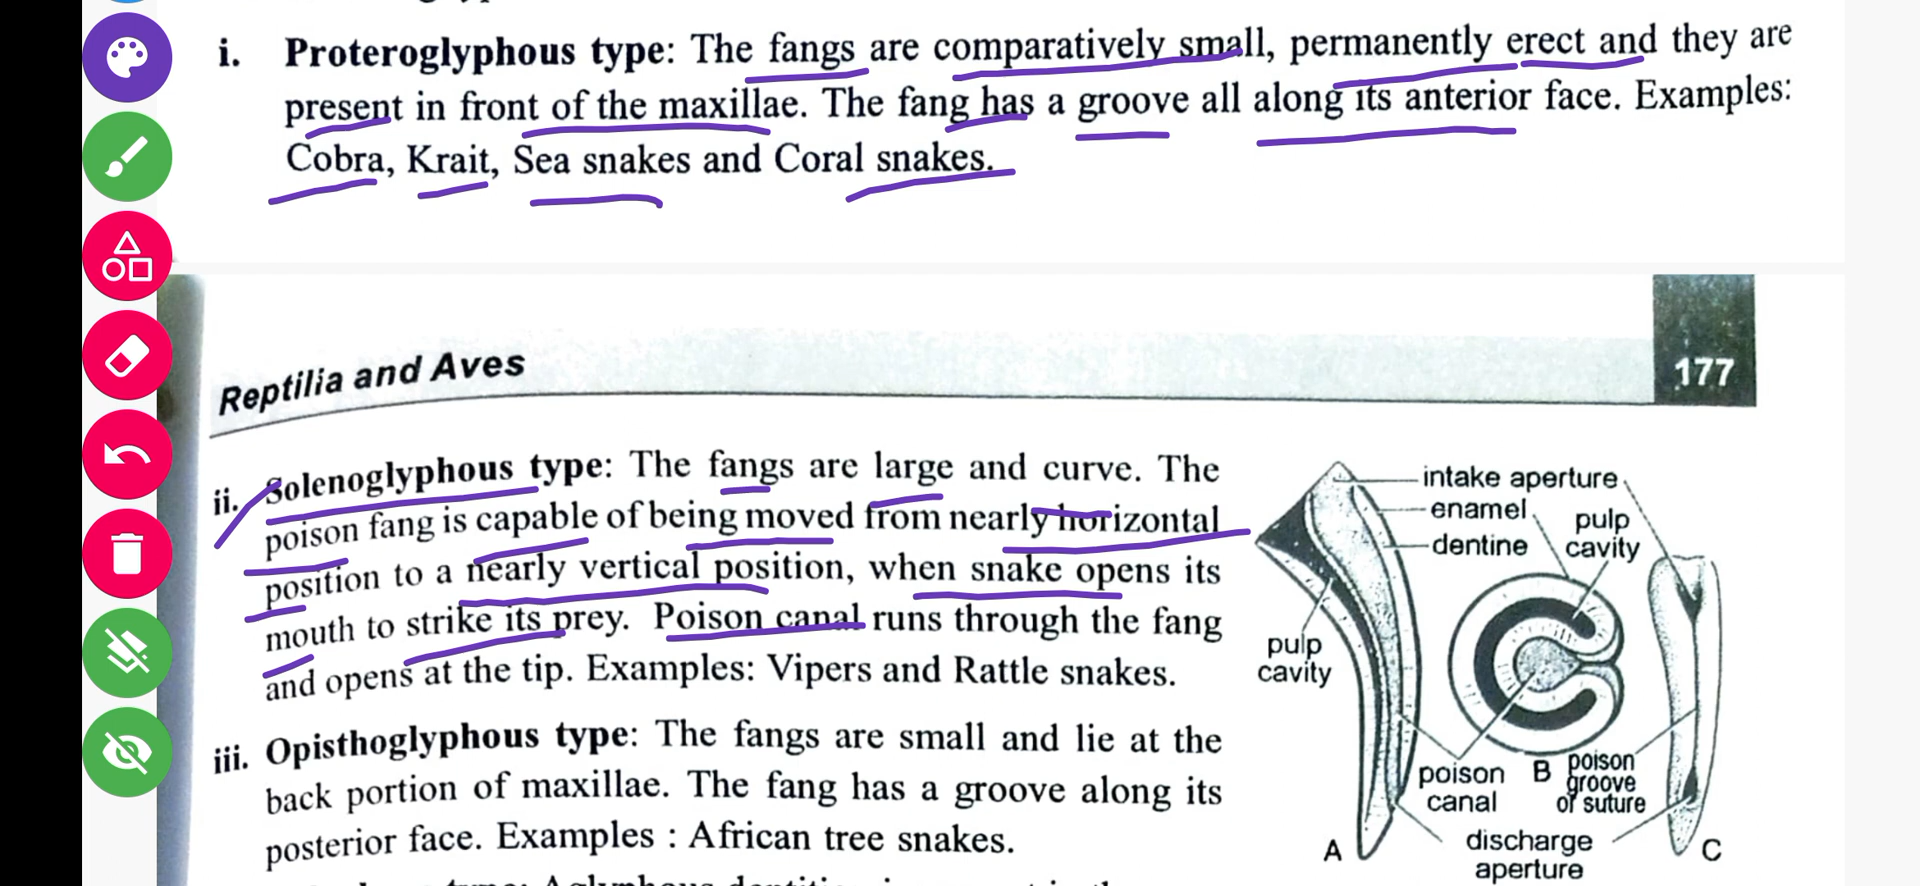 i. Proteroglyphous type: The fangs are comparatively small, permanently erect and they are
present in front of the maxillae. The fang has a groove all along its anterior face. Examples:
Cobra, Krait, Sea snakes and Coral snakes.
Reptilia and Aves
177
ii. Solenoglyphous type: The fangs are large and curve. The
poison fang is capable of being moved from nearly horizontal
position to a nearly vertical position, when snake opens its
mouth to strike its prey. Poison canal runs through the fang
and opens at the tip. Examples: Vipers and Rattle snakes.
iii. Opisthoglyphous type: The fangs are small and lie at the
back portion of maxillae. The fang has a groove along its
posterior face. Examples : African tree snakes.
intake aperture
enamel
dentine
pulp
cavity
pulp
cavity
poison
canal
B
poison
groove
of suture
discharge
aperture
A
C